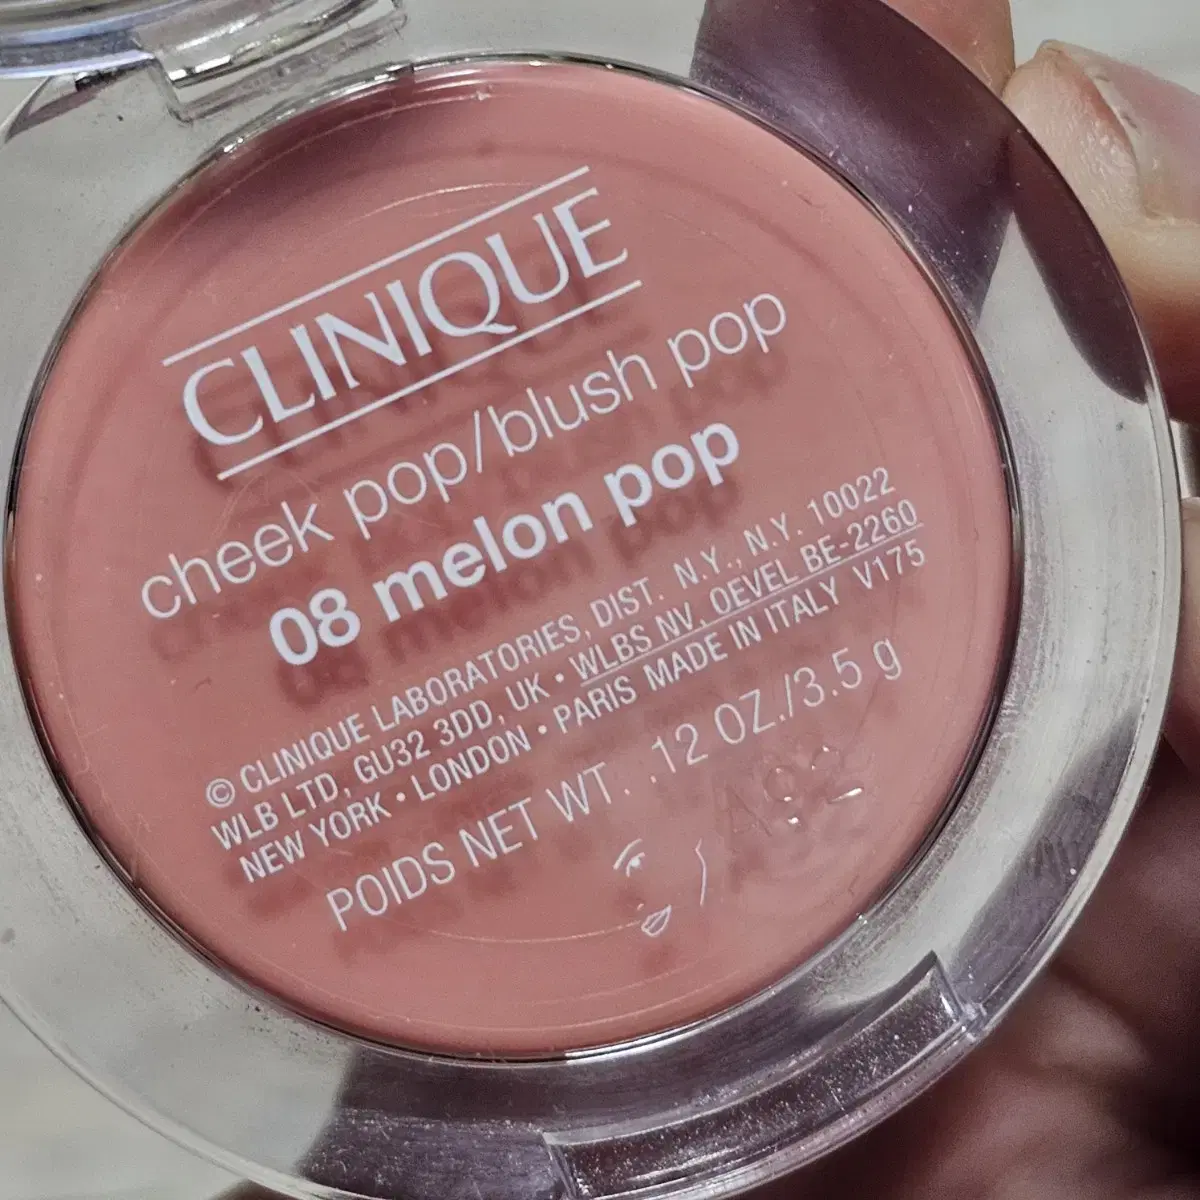 CLINIQUE
cheek pop/blush pop
08 melon pop
© CLINIQUE LABORATORIES, DIST. N.Y., N.Y. 10022
WLB LTD, GU32 3DD, UK • WLBS NV. OEVEL BE-2260
NEW YORK • LONDON • PARIS MADE IN ITALY V175
POIDS NET WT. .12 OZ./3.5 g
A92